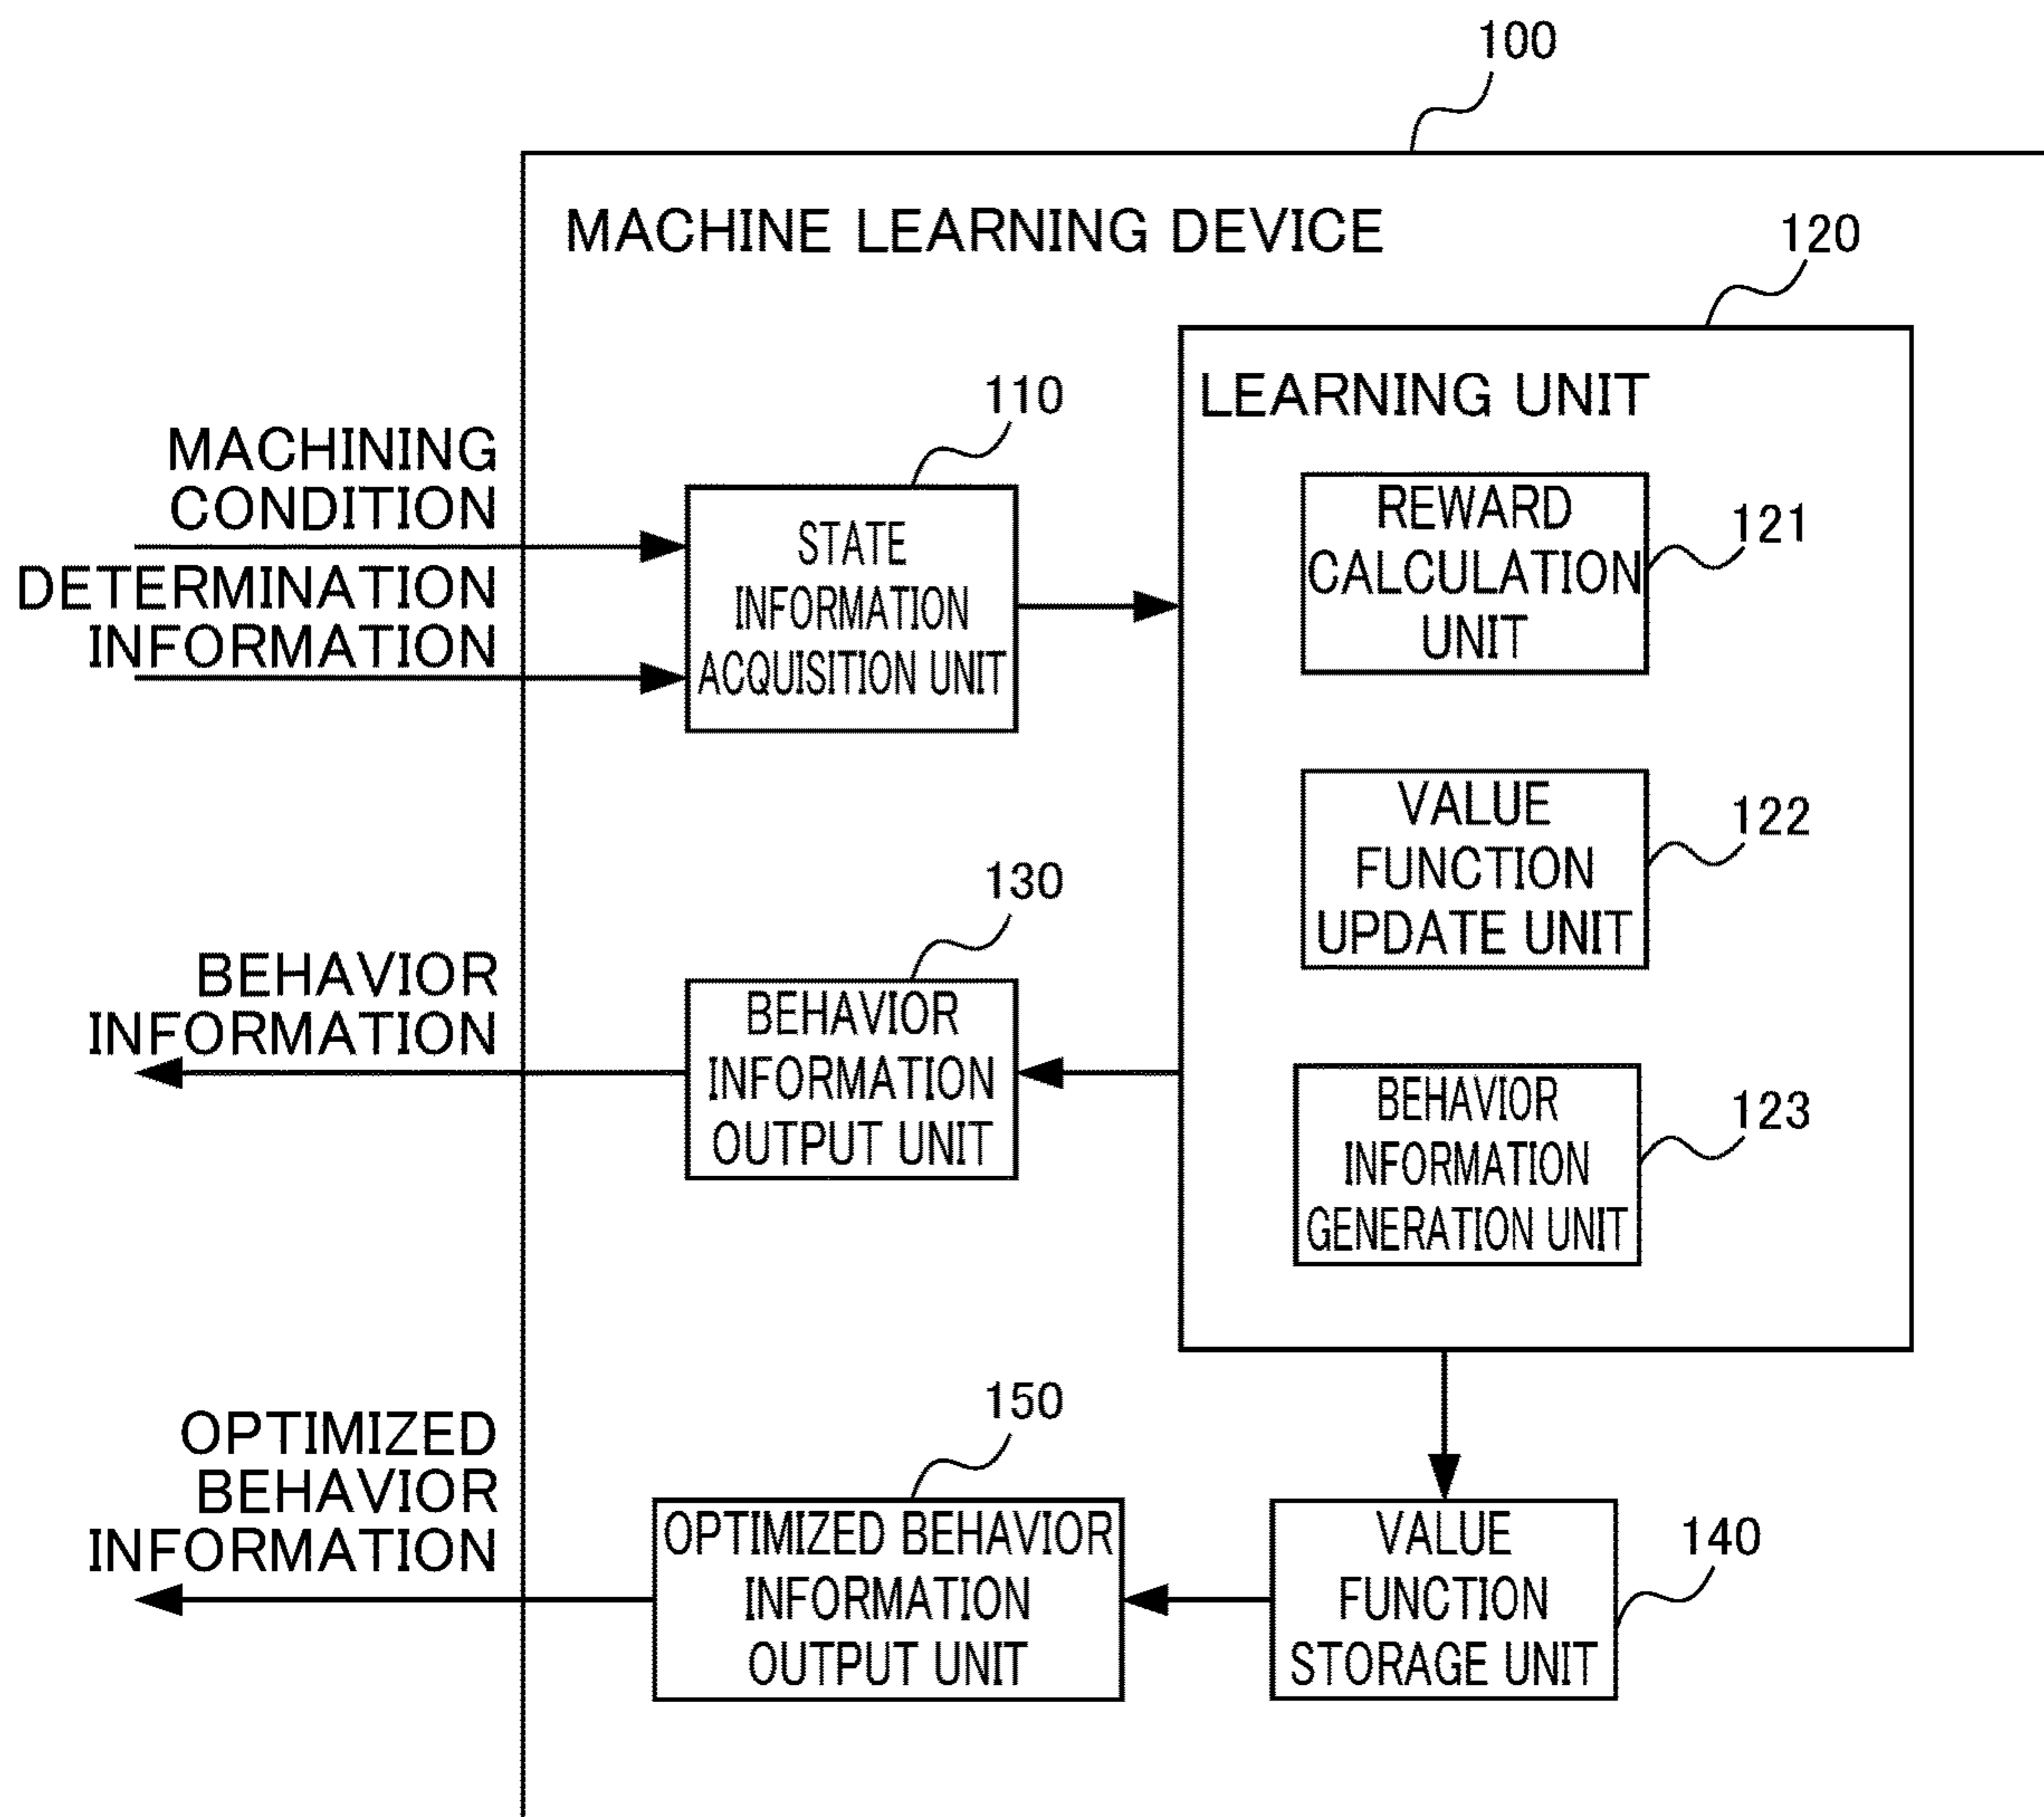 100
MACHINE LEARNING DEVICE
120
LEARNING UNIT
110
MACHINING
CONDITION
DETERMINATION
INFORMATION
STATE
INFORMATION
ACQUISITION UNIT
REWARD
CALCULATION
UNIT
121
VALUE
FUNCTION
UPDATE UNIT
122
130
BEHAVIOR
INFORMATION
BEHAVIOR
INFORMATION
OUTPUT UNIT
BEHAVIOR
INFORMATION
GENERATION UNIT
123
150
OPTIMIZED
BEHAVIOR
INFORMATION
OPTIMIZED BEHAVIOR
INFORMATION
OUTPUT UNIT
VALUE
FUNCTION
STORAGE UNIT
140